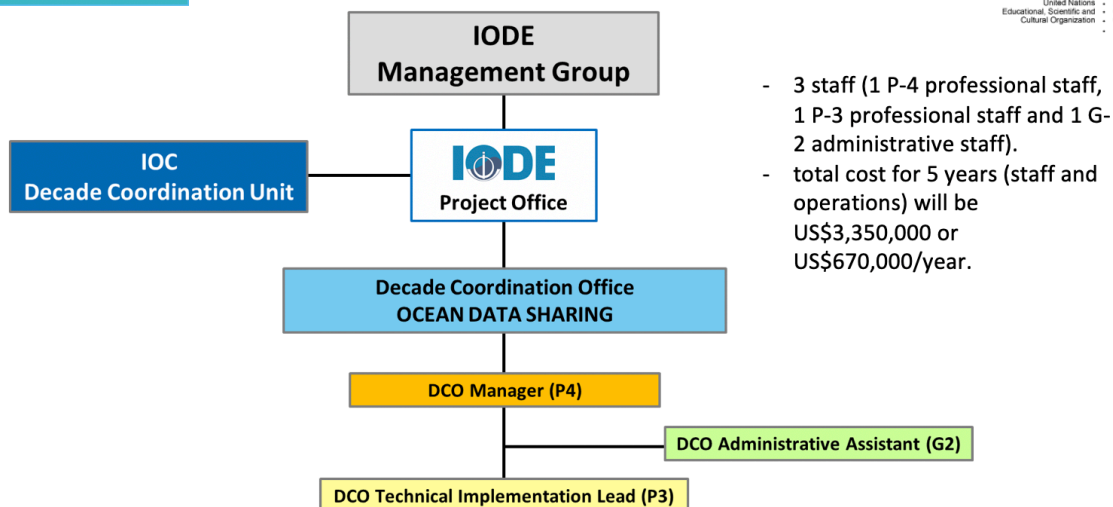 United Nations
Educational, Scientific and
Cultural Organization
IODE
Management Group
IOC
Decade Coordination Unit
IODE
Project Office
Decade Coordination Office
OCEAN DATA SHARING
DCO Manager (P4)
DCO Administrative Assistant (G2)
DCO Technical Implementation Lead (P3)
- 3 staff (1 P-4 professional staff,
1 P-3 professional staff and 1 G-
2 administrative staff).
- total cost for 5 years (staff and
operations) will be
US$3,350,000 or
US$670,000/year.